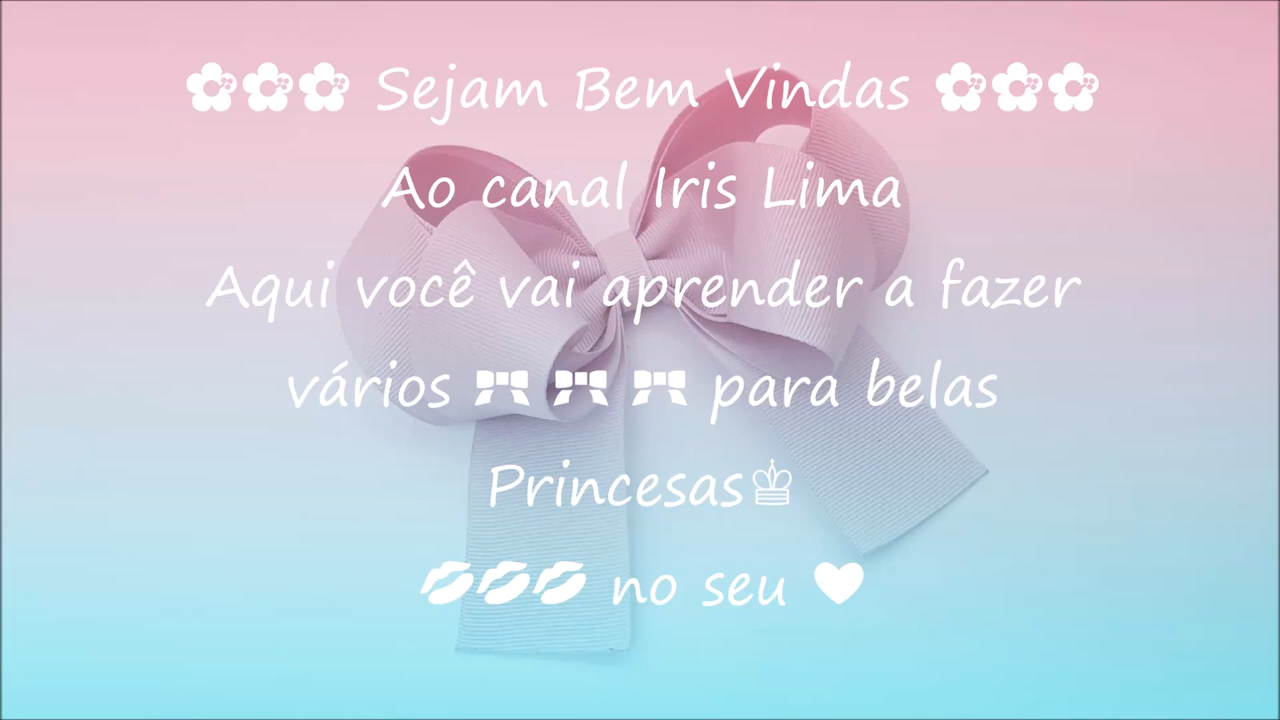 ✿✿✿ Sejam Bem Vindas ✿✿✿
Ao canal Iris Lima
Aqui você vai aprender a fazer
vários 🎀 🎀 🎀 para belas
Princesas♔
💋💋💋 no seu ♥